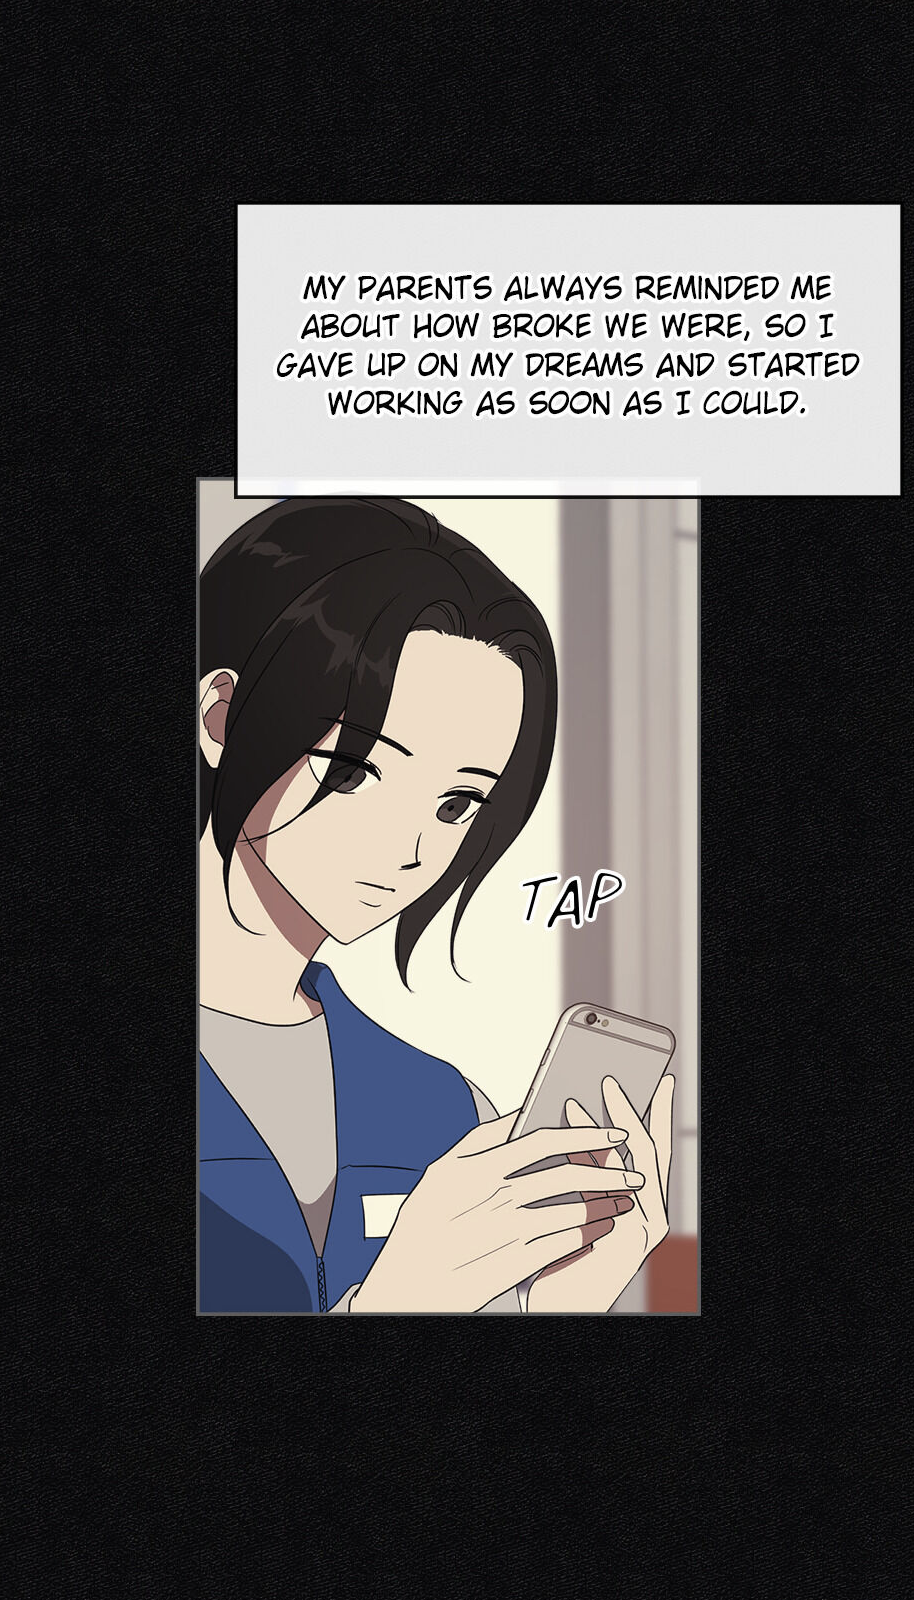 MY PARENTS ALWAYS REMINDED ME
ABOUT HOW BROKE WE WERE, SO I
GAVE UP ON MY DREAMS AND STARTED
WORKING AS SOON AS I COULD.
TAP